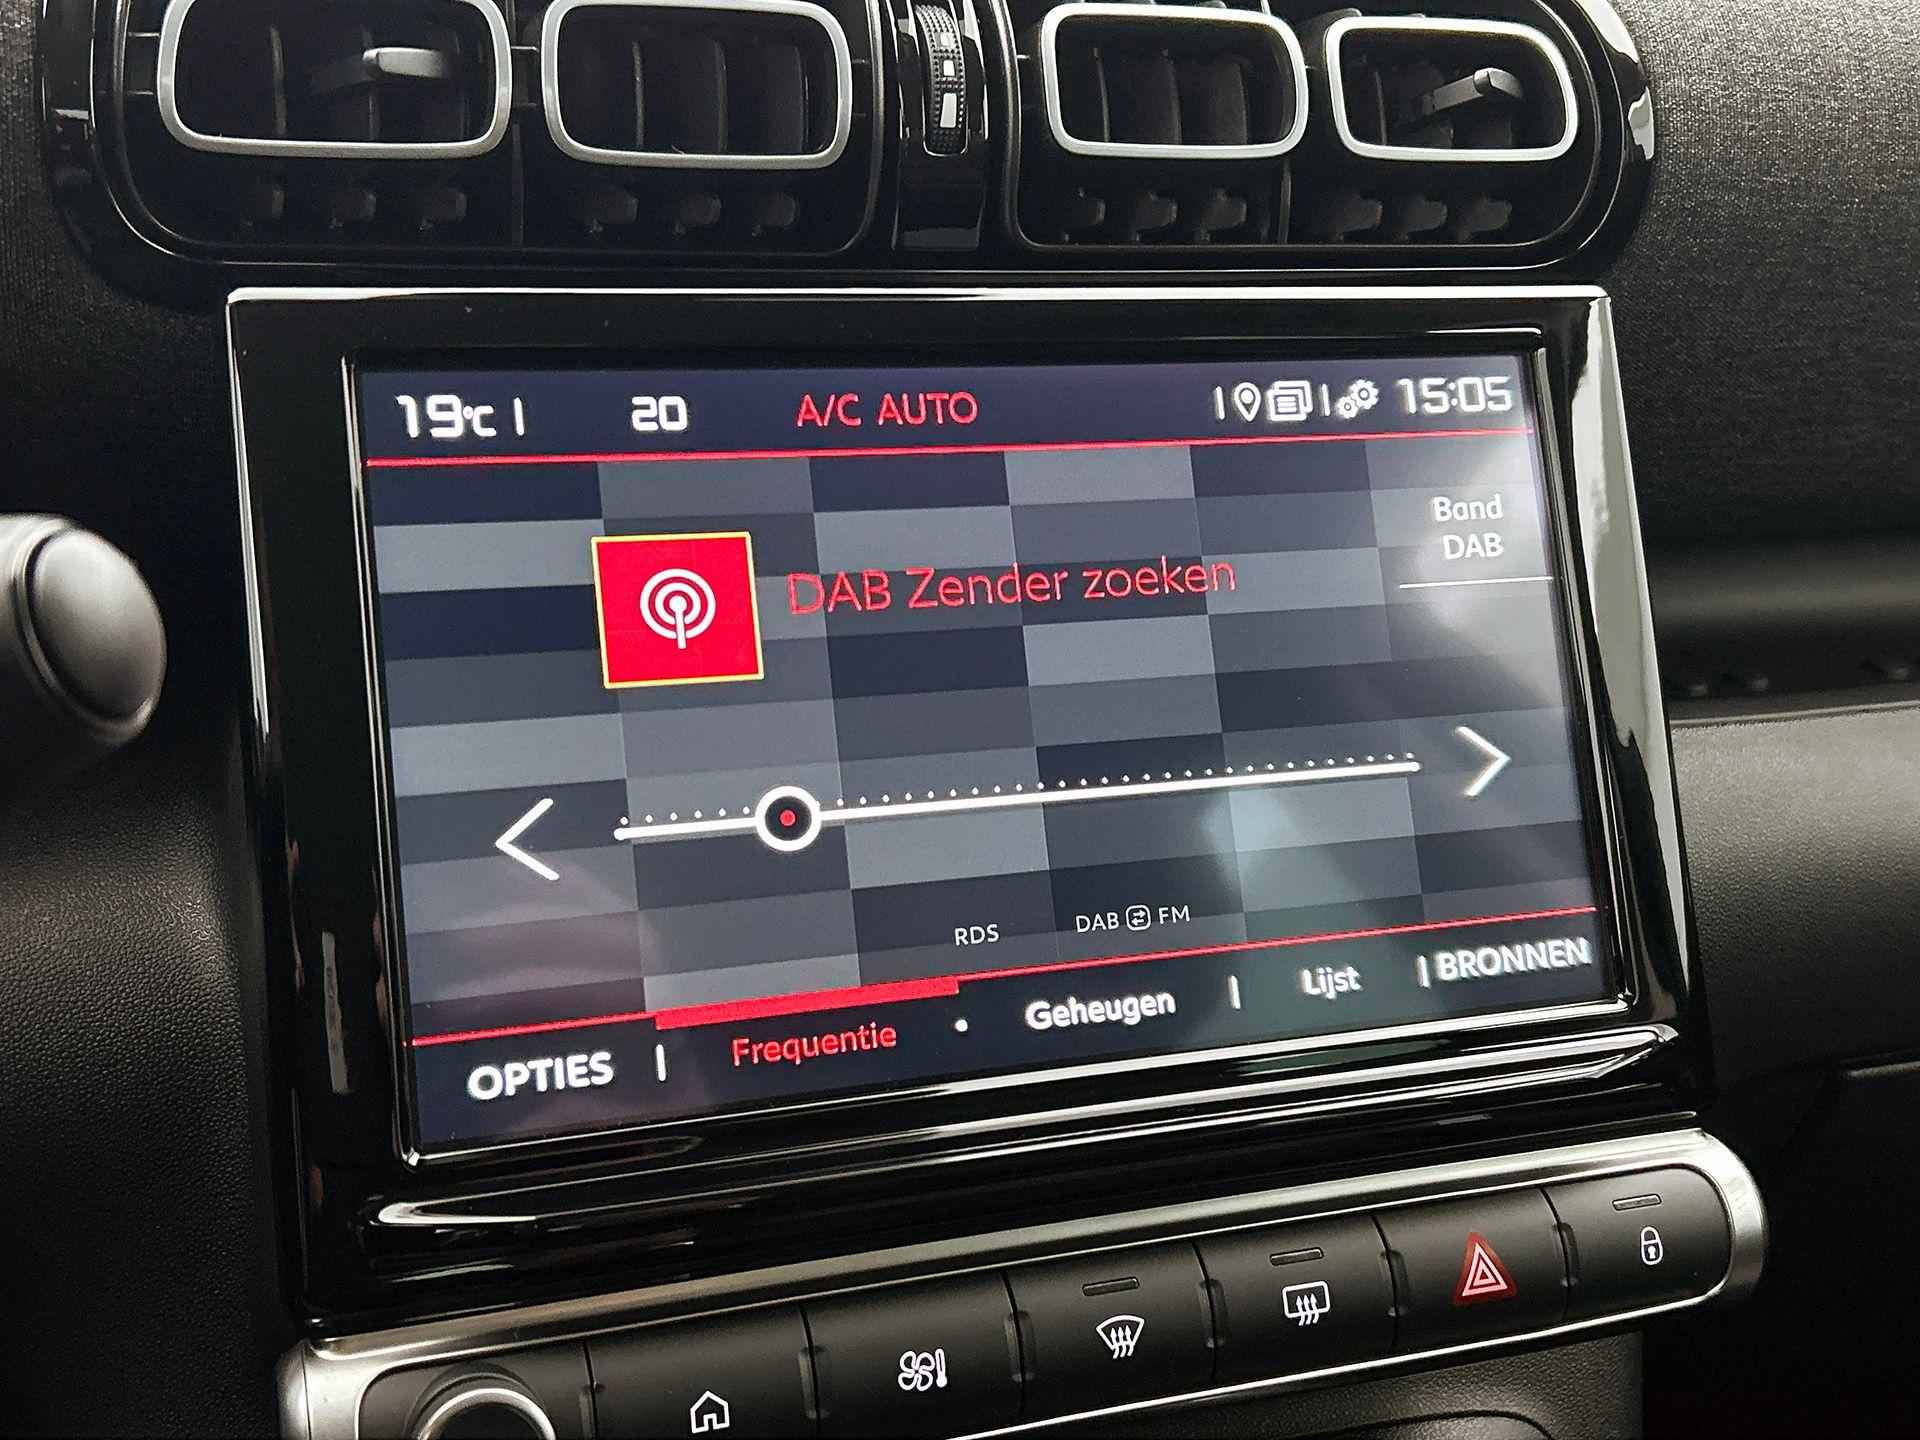 19°C 20 A/C AUTO 15:05
Band
DAB
DAB Zender zoeken
RDS DAB FM
OPTIES Frequentie Geheugen Lijst BRONNEN